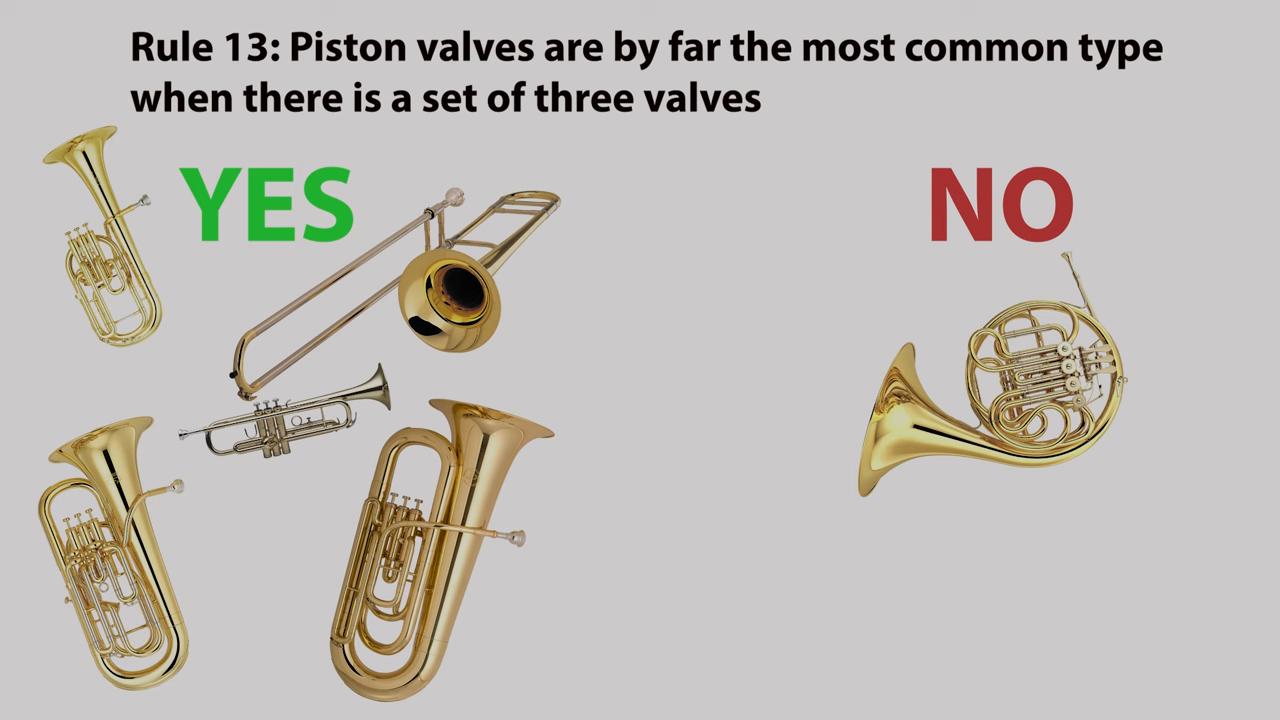 Rule 13: Piston valves are by far the most common type
when there is a set of three valves
YES
NO